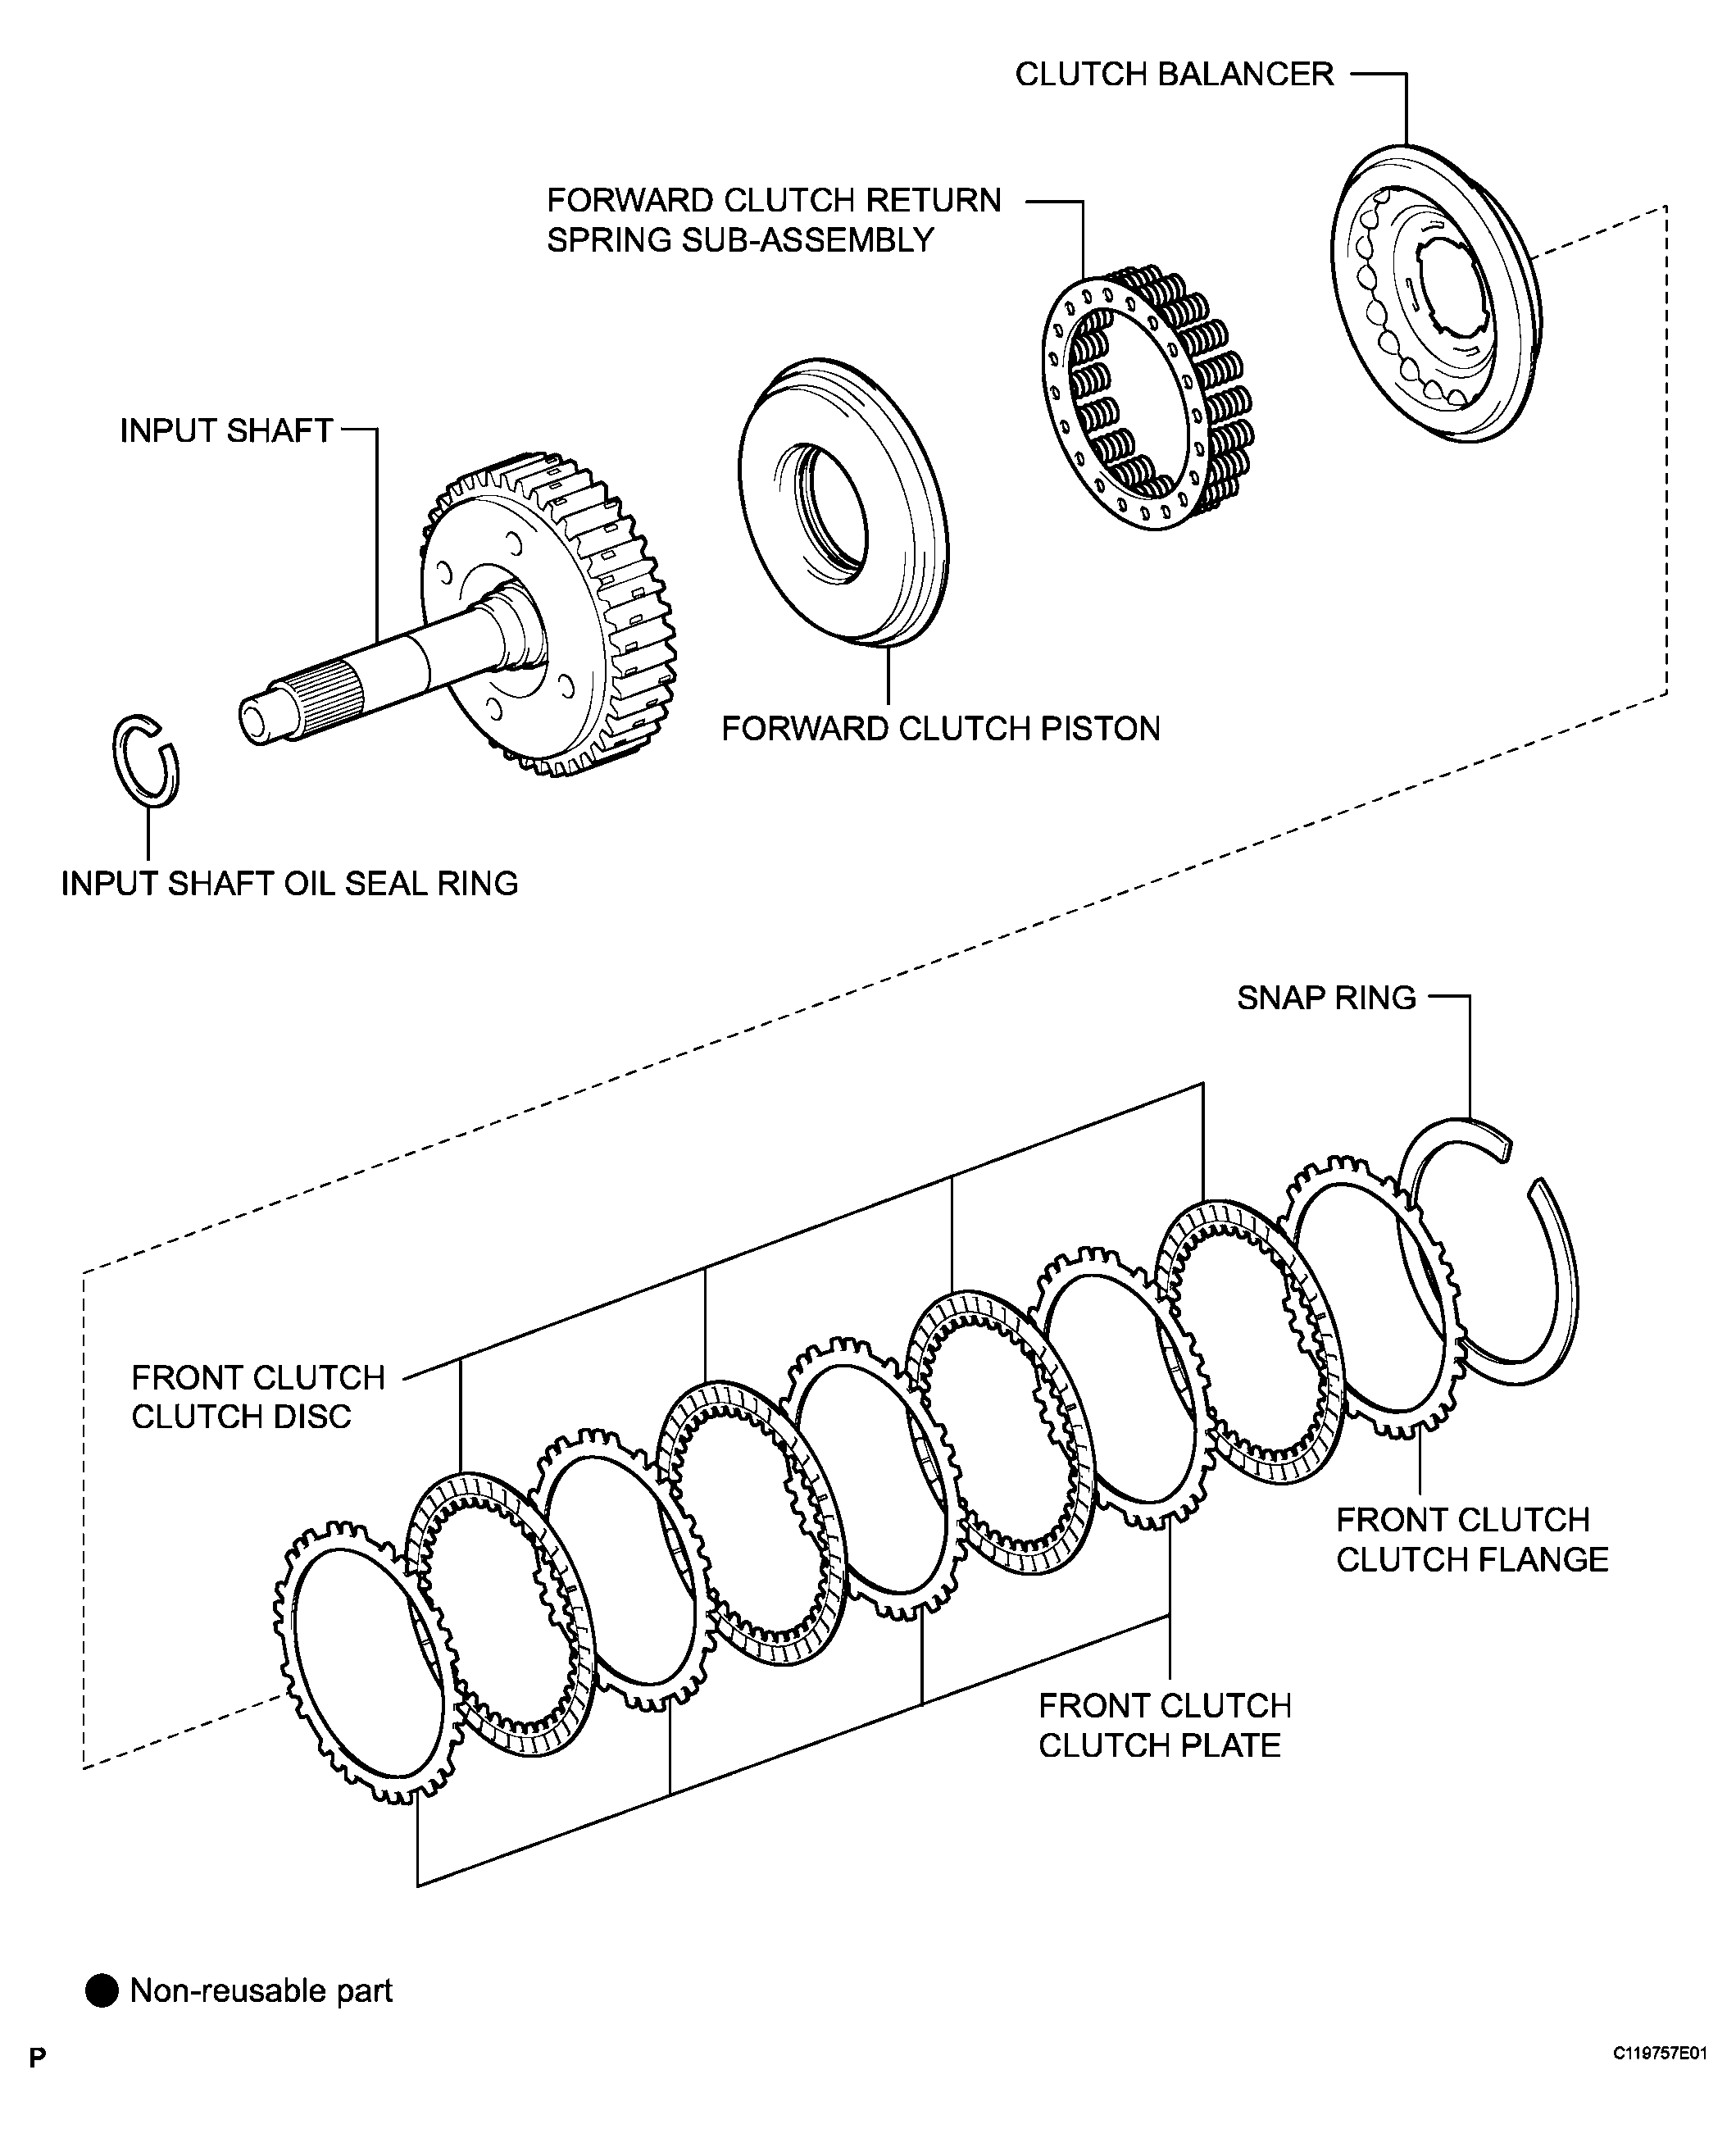 CLUTCH BALANCER
FORWARD CLUTCH RETURN
SPRING SUB-ASSEMBLY
INPUT SHAFT
FORWARD CLUTCH PISTON
INPUT SHAFT OIL SEAL RING
SNAP RING
FRONT CLUTCH
CLUTCH DISC
FRONT CLUTCH
CLUTCH FLANGE
FRONT CLUTCH
CLUTCH PLATE
Non-reusable part
P
C119757E01